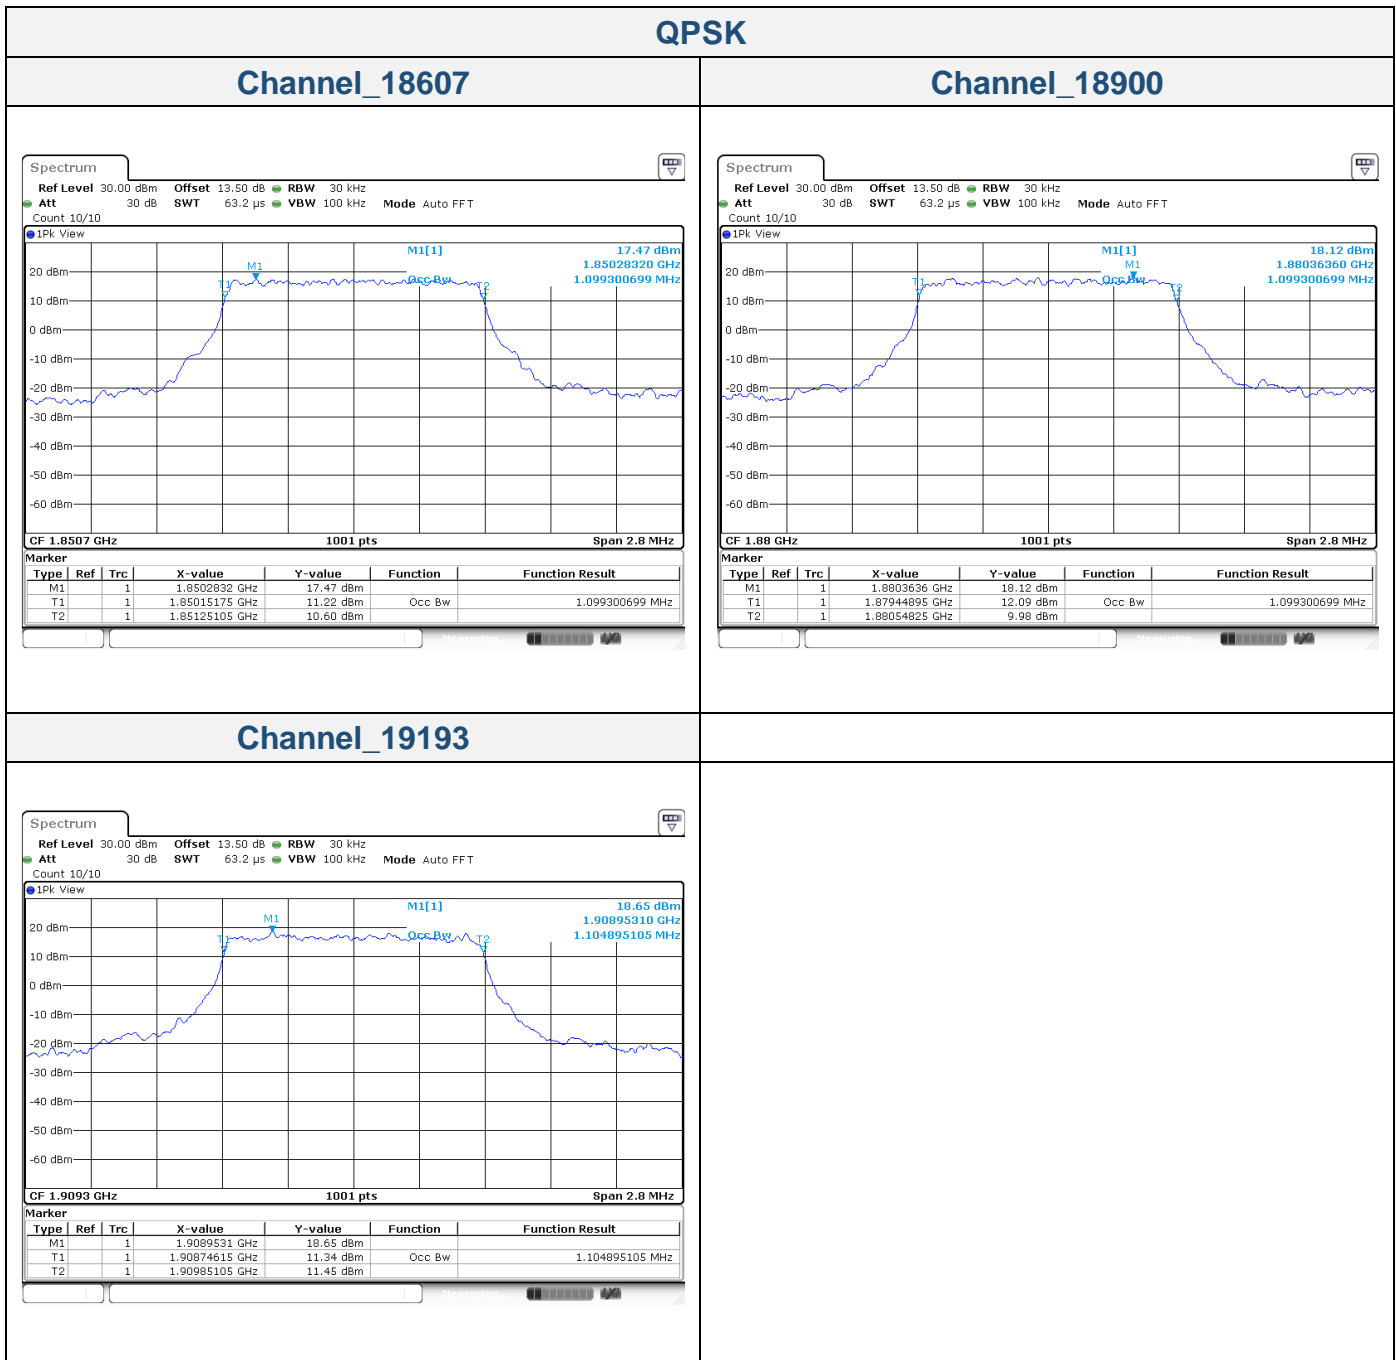 QPSK
Channel_18607
Channel_18900
Spectrum
Ref Level 30.00 dBm Offset 13.50 dB RBW 30 kHz
Att 30 dB SWT 63.2 µs VBW 100 kHz Mode Auto FFT
Count 10/10
1Pk View
M1[1] 17.47 dBm
1.85028320 GHz
Occ Bw 1.099300699 MHz
M1
T1
T2
20 dBm
10 dBm
0 dBm
-10 dBm
-20 dBm
-30 dBm
-40 dBm
-50 dBm
-60 dBm
CF 1.8507 GHz 1001 pts Span 2.8 MHz
Marker
Type Ref Trc X-value Y-value Function Function Result
M1 1 1.8502832 GHz 17.47 dBm
T1 1 1.85015175 GHz 11.22 dBm Occ Bw 1.099300699 MHz
T2 1 1.85125105 GHz 10.60 dBm
Spectrum
Ref Level 30.00 dBm Offset 13.50 dB RBW 30 kHz
Att 30 dB SWT 63.2 µs VBW 100 kHz Mode Auto FFT
Count 10/10
1Pk View
M1[1] 18.12 dBm
1.88036360 GHz
Occ Bw 1.099300699 MHz
M1
T1
T2
20 dBm
10 dBm
0 dBm
-10 dBm
-20 dBm
-30 dBm
-40 dBm
-50 dBm
-60 dBm
CF 1.88 GHz 1001 pts Span 2.8 MHz
Marker
Type Ref Trc X-value Y-value Function Function Result
M1 1 1.8803636 GHz 18.12 dBm
T1 1 1.87944895 GHz 12.09 dBm Occ Bw 1.099300699 MHz
T2 1 1.88054825 GHz 9.98 dBm
Measuring...
Channel_19193
Spectrum
Ref Level 30.00 dBm Offset 13.50 dB RBW 30 kHz
Att 30 dB SWT 63.2 µs VBW 100 kHz Mode Auto FFT
Count 10/10
1Pk View
M1[1] 18.65 dBm
1.90895310 GHz
Occ Bw 1.104895105 MHz
M1
T1
T2
20 dBm
10 dBm
0 dBm
-10 dBm
-20 dBm
-30 dBm
-40 dBm
-50 dBm
-60 dBm
CF 1.9093 GHz 1001 pts Span 2.8 MHz
Marker
Type Ref Trc X-value Y-value Function Function Result
M1 1 1.9089531 GHz 18.65 dBm
T1 1 1.90874615 GHz 11.34 dBm Occ Bw 1.104895105 MHz
T2 1 1.90985105 GHz 11.45 dBm